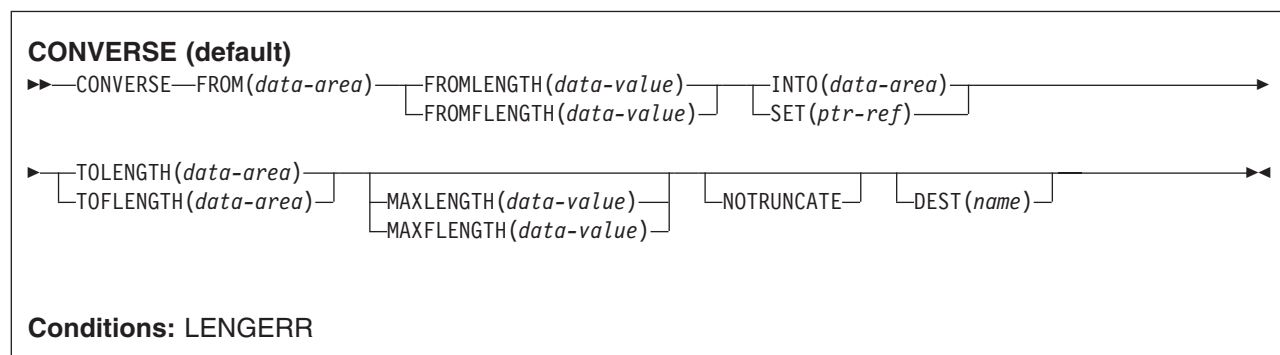 CONVERSE (default)
CONVERSE FROM(data-area) FROMLENGTH(data-value) INTO(data-area)
FROMFLENGTH(data-value) SET(ptr-ref)
TOLENGTH(data-area)
TOFLENGTH(data-area) MAXLENGTH(data-value) NOTRUNCATE DEST(name)
MAXFLENGTH(data-value)
Conditions: LENGERR